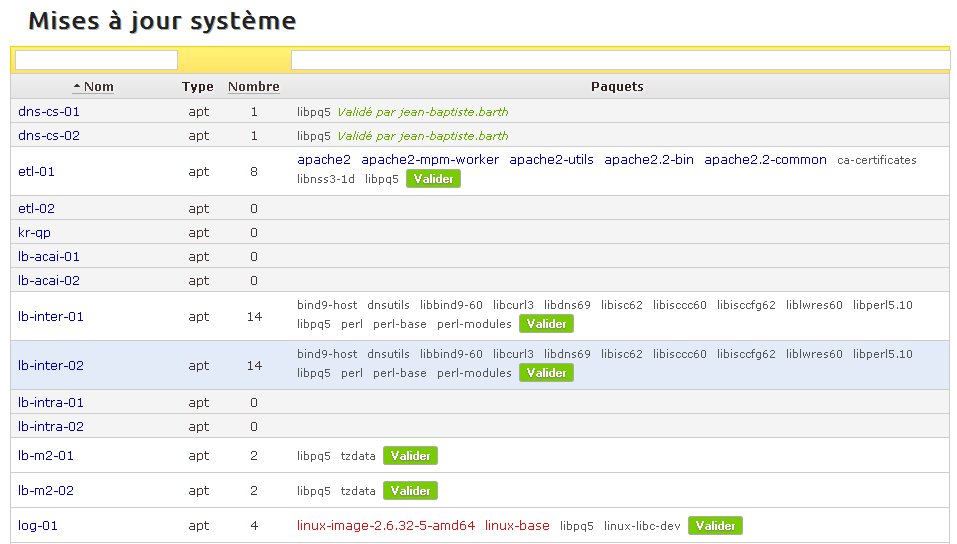 Mises à jour système
Nom Type Nombre Paquets
dns-cs-01 apt 1 libpq5 Validé par jean-baptiste.barth
dns-cs-02 apt 1 libpq5 Validé par jean-baptiste.barth
etl-01 apt 8 apache2 apache2-mpm-worker apache2-utils apache2.2-bin apache2.2-common ca-certificates
libnss3-1d libpq5 Valider
etl-02 apt 0
kr-qp apt 0
lb-acai-01 apt 0
lb-acai-02 apt 0
lb-inter-01 apt 14 bind9-host dnsutils libbind9-60 libcurl3 libdns69 libisc62 libisccc60 libisccfg62 liblwres60 libperl5.10
libpq5 perl perl-base perl-modules Valider
lb-inter-02 apt 14 bind9-host dnsutils libbind9-60 libcurl3 libdns69 libisc62 libisccc60 libisccfg62 liblwres60 libperl5.10
libpq5 perl perl-base perl-modules Valider
lb-intra-01 apt 0
lb-intra-02 apt 0
lb-m2-01 apt 2 libpq5 tzdata Valider
lb-m2-02 apt 2 libpq5 tzdata Valider
log-01 apt 4 linux-image-2.6.32-5-amd64 linux-base libpq5 linux-libc-dev Valider